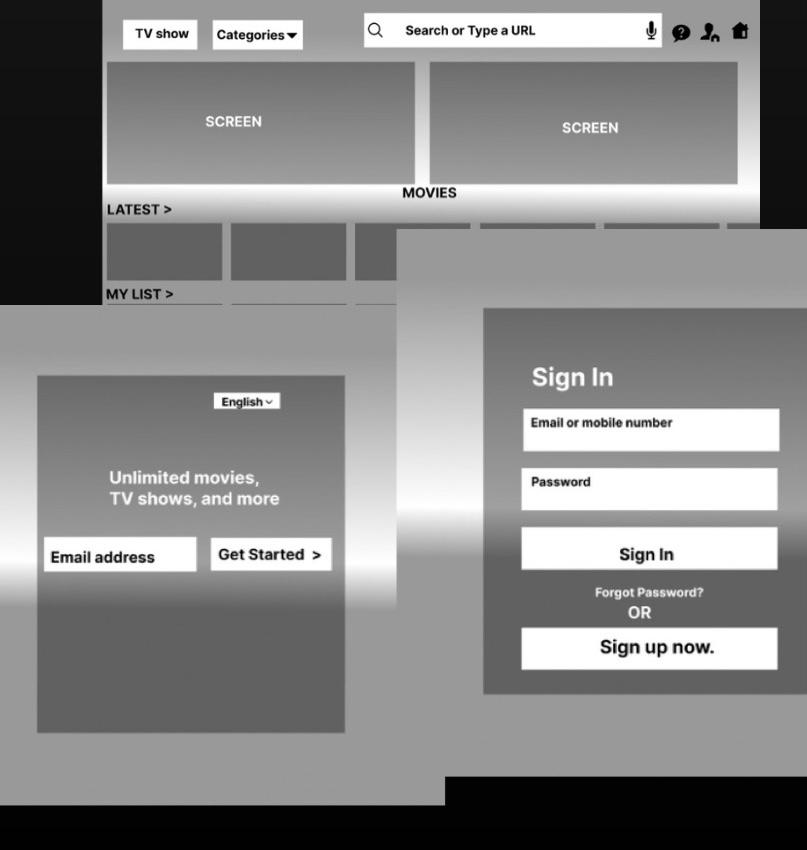 TV show
Categories
Search or Type a URL
SCREEN
SCREEN
MOVIES
LATEST >
MY LIST >
English
Unlimited movies,
TV shows, and more
Email address
Get Started >
Sign In
Email or mobile number
Password
Sign In
Forgot Password?
OR
Sign up now.